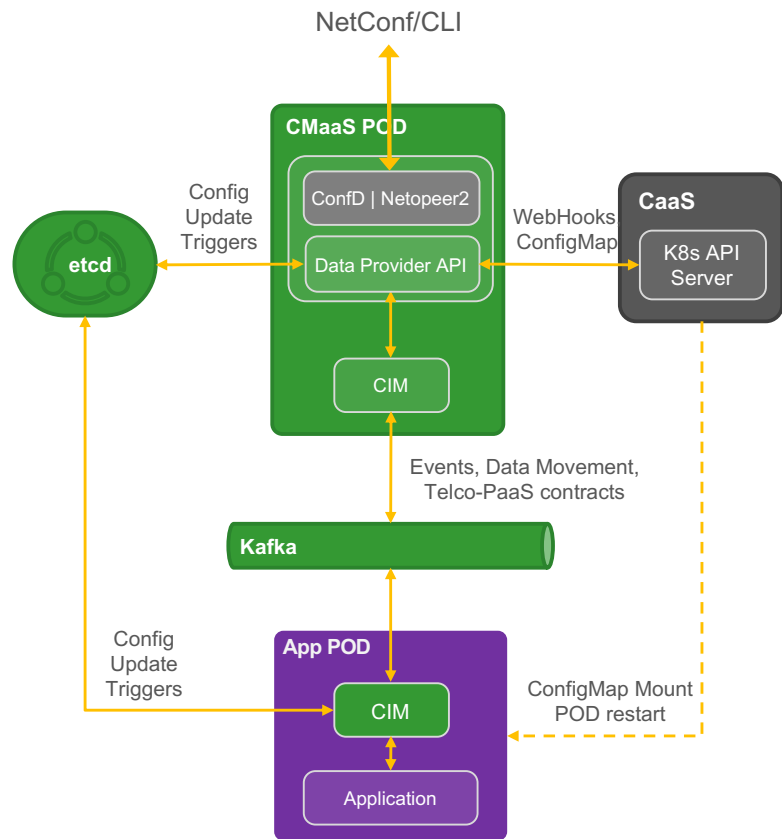 NetConf/CLI
CMaaS POD
ConfD | Netopeer2
Data Provider API
CIM
Config
Update
Triggers
etcd
WebHooks,
ConfigMap
CaaS
K8s API
Server
Events, Data Movement,
Telco-PaaS contracts
Kafka
Config
Update
Triggers
App POD
CIM
Application
ConfigMap Mount
POD restart